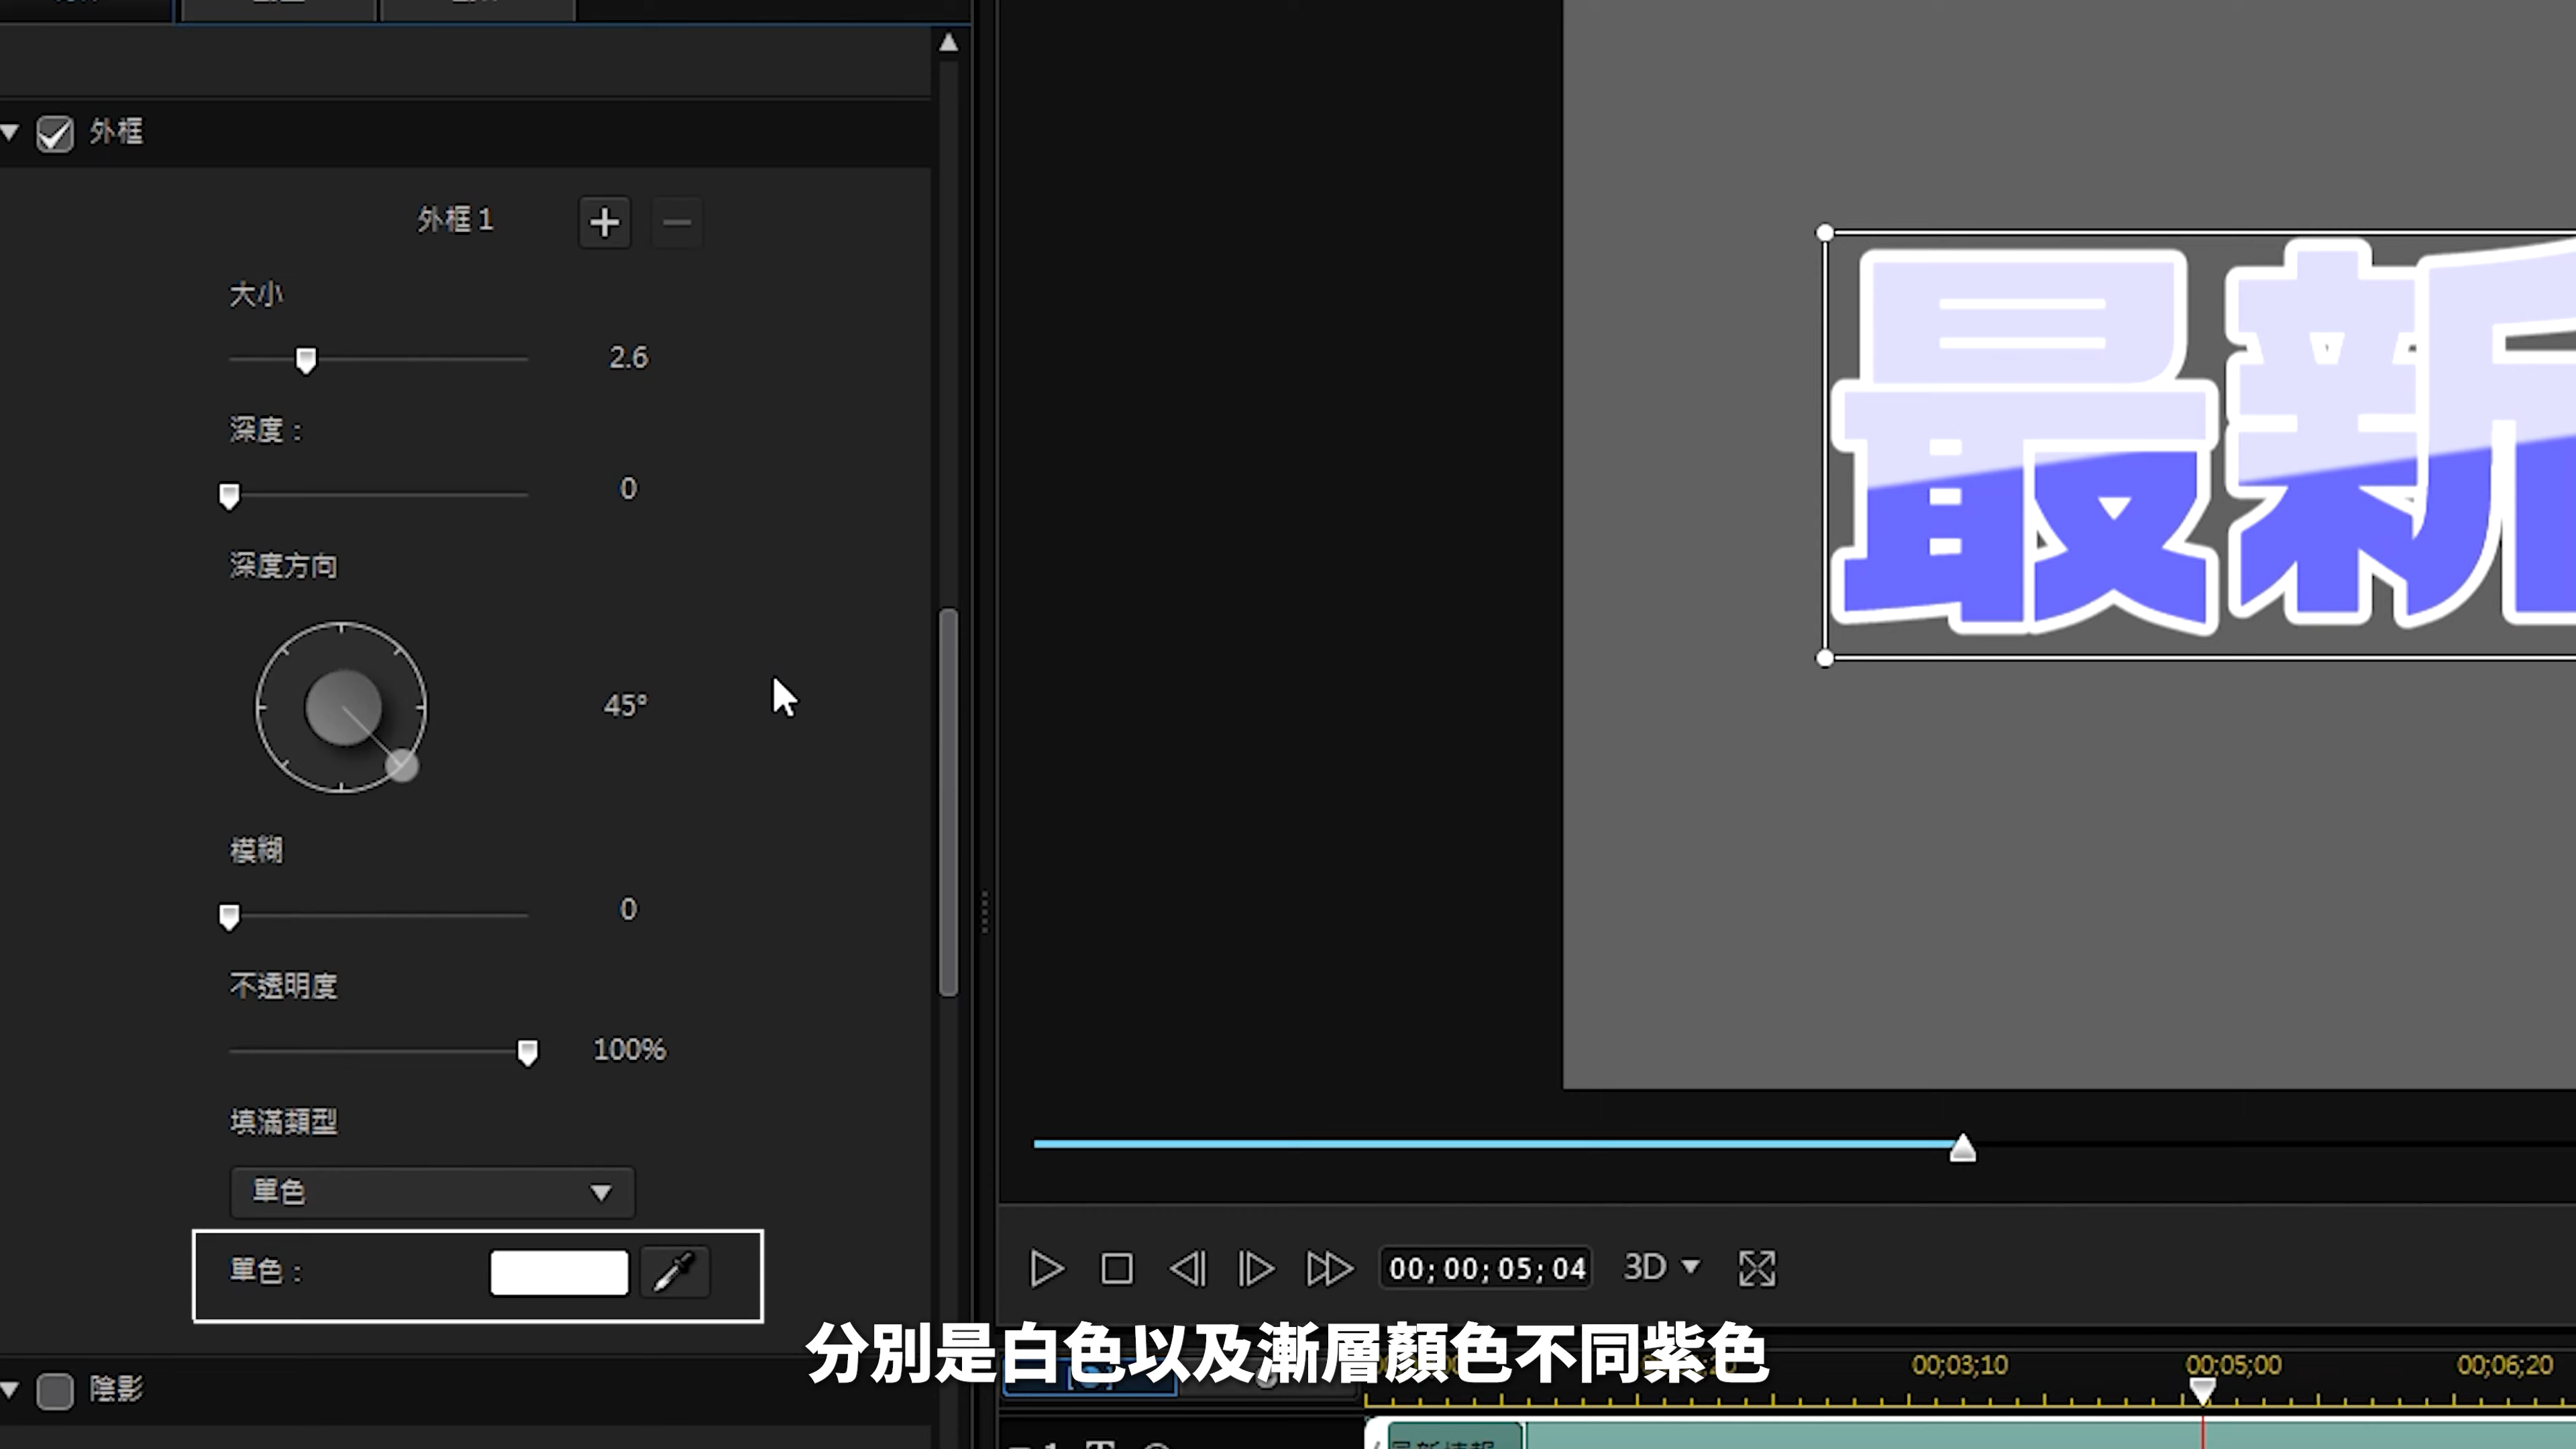 外框
外框 1
大小
2.6
深度：
0
深度方向
45°
模糊
0
不透明度
100%
填滿類型
單色
單色：
陰影
最新
00;00;05;04
3D
分別是白色以及漸層顏色不同紫色
00;03;10
00;05;00
00;06;20